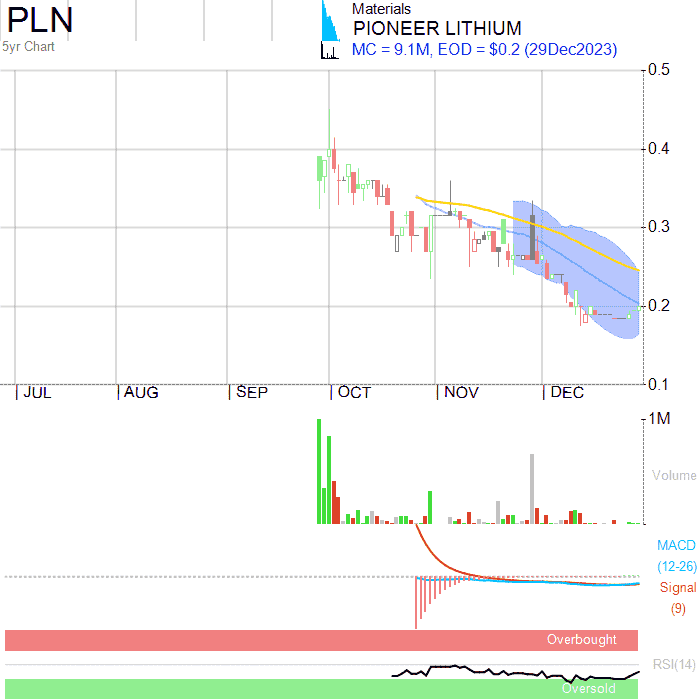 PLN
5yr Chart
Materials
PIONEER LITHIUM
MC = 9.1M, EOD = $0.2 (29Dec2023)
0.5
0.4
0.3
0.2
0.1
| JUL | AUG | SEP | OCT | NOV | DEC
1M
Volume
MACD
(12-26)
Signal
(9)
Overbought
RSI(14)
Oversold